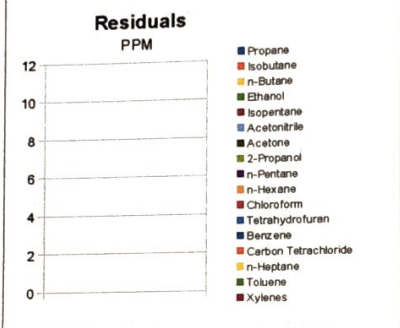 Residuals
PPM
12
10
8
6
4
2
0
Propane
Isobutane
n-Butane
Ethanol
Isopentane
Acetonitrile
Acetone
2-Propanol
n-Pentane
n-Hexane
Chloroform
Tetrahydrofuran
Benzene
Carbon Tetrachloride
n-Heptane
Toluene
Xylenes